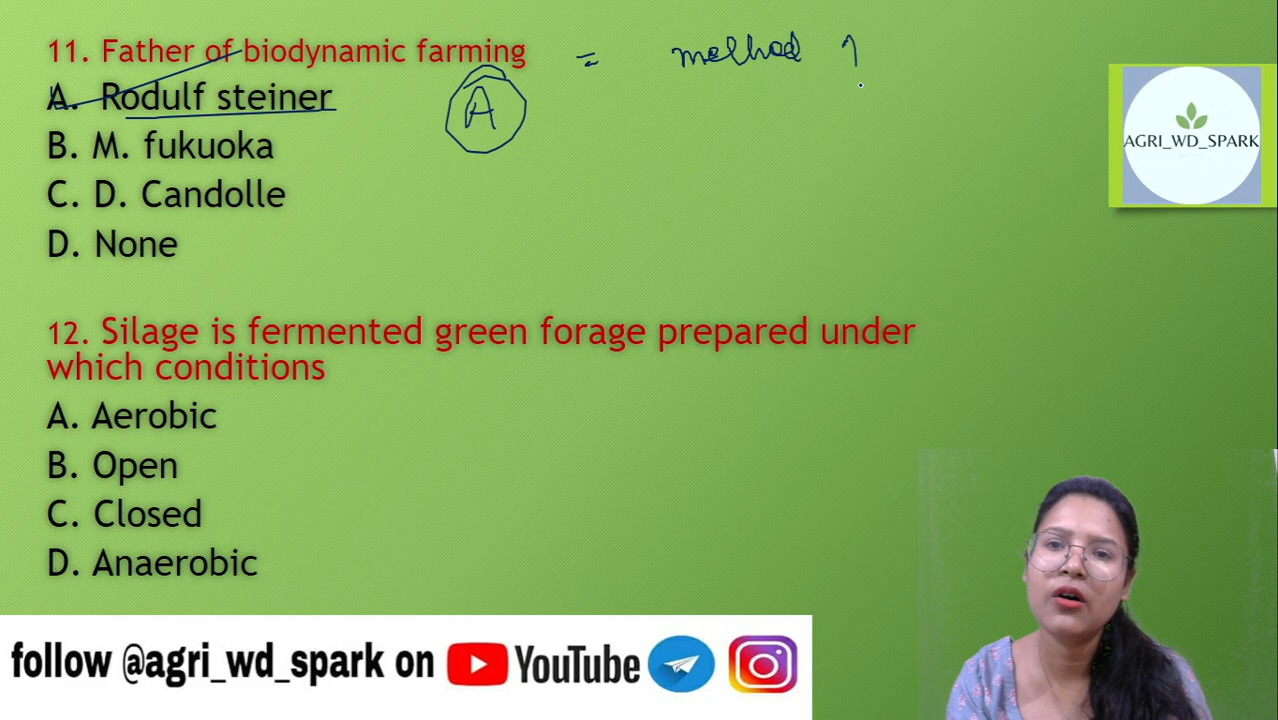 11. Father of biodynamic farming = method
A. Rodulf steiner
A
B. M. fukuoka
C. D. Candolle
D. None
AGRI_WD_SPARK
12. Silage is fermented green forage prepared under
which conditions
A. Aerobic
B. Open
C. Closed
D. Anaerobic
follow @agri_wd_spark on YouTube